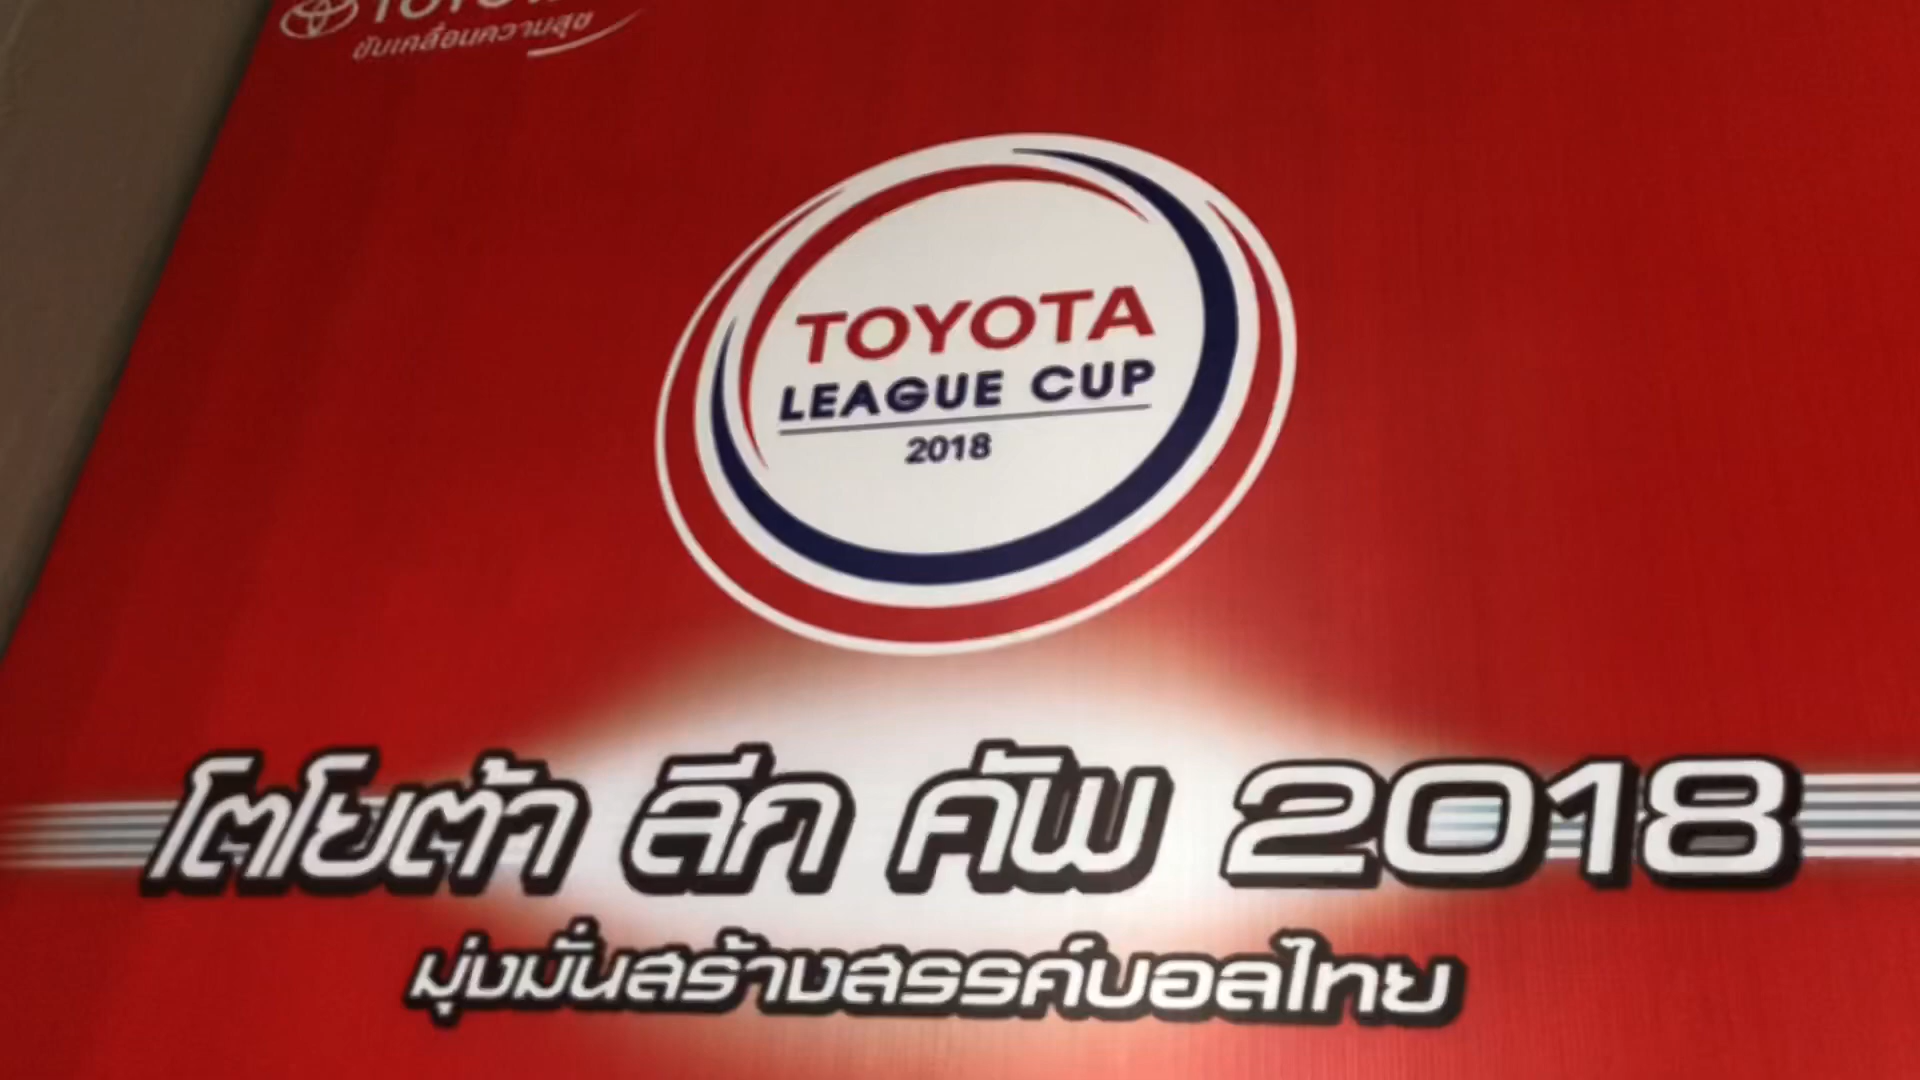 TOYOTA
ขับเคลื่อนความสุข
TOYOTA
LEAGUE CUP
2018
โตโยต้า ลีก คัพ 2018
มุ่งมั่นสร้างสรรค์บอลไทย